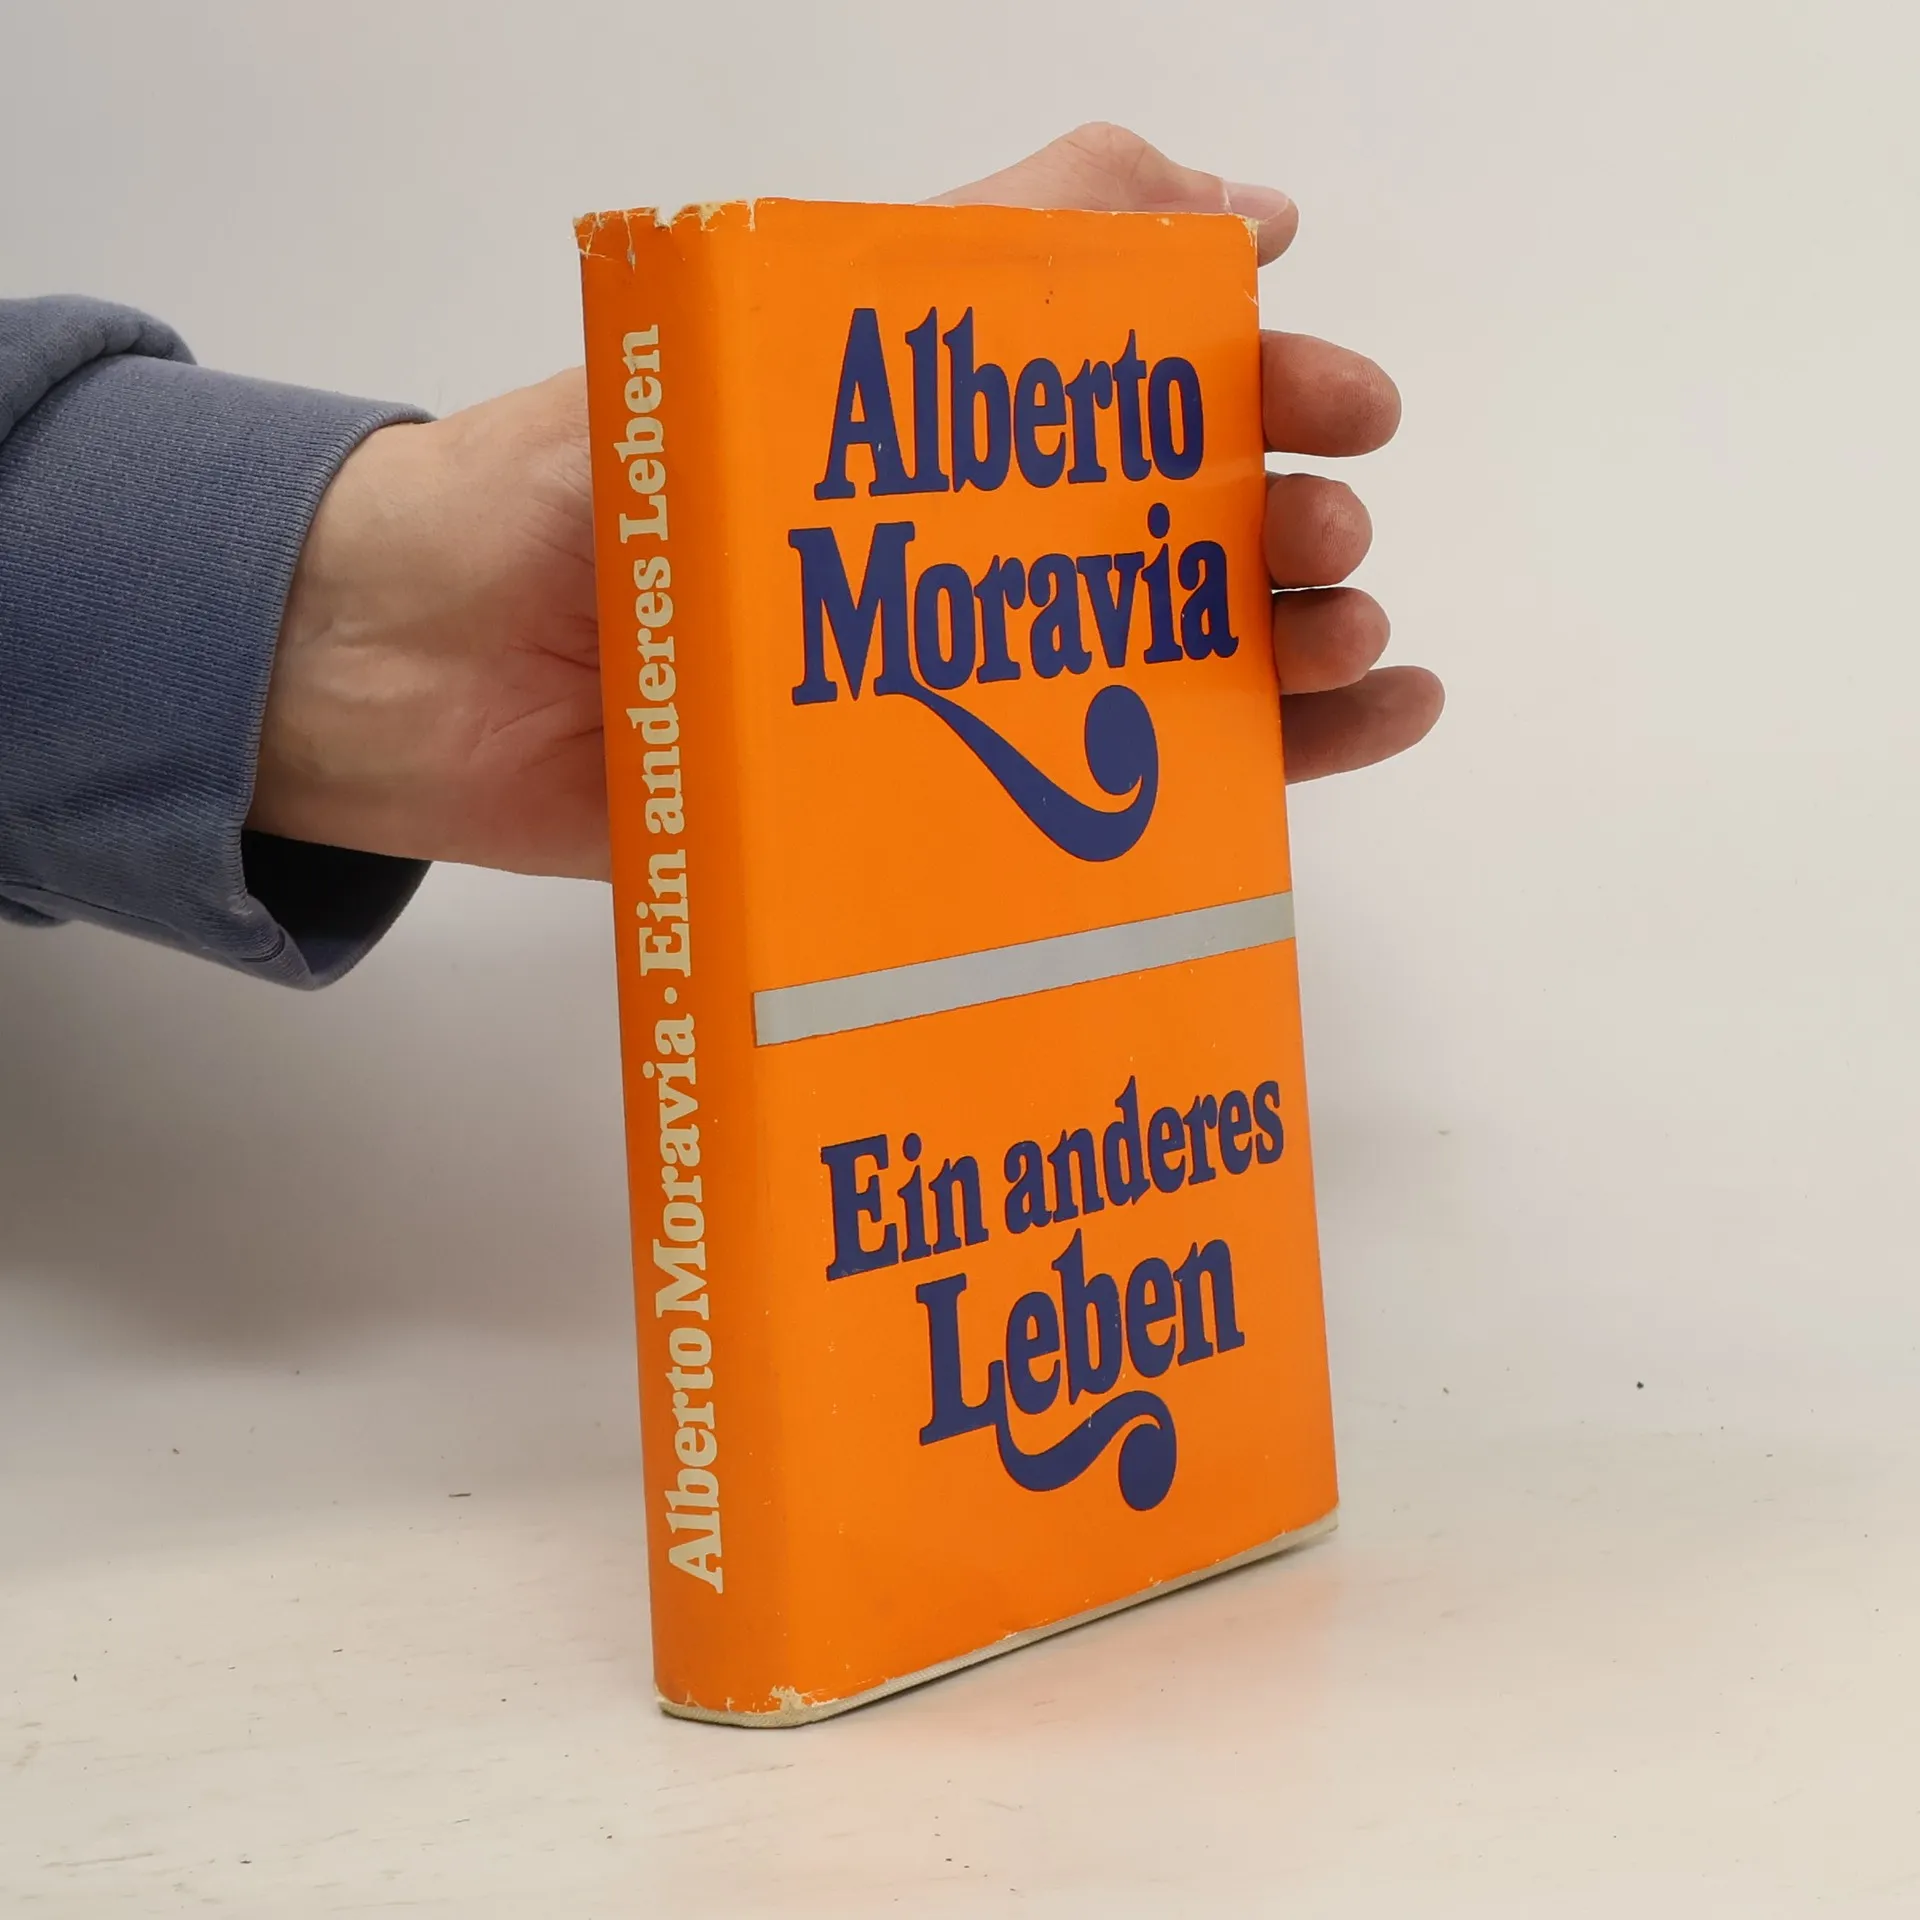 Alberto Moravia · Ein anderes Leben
Alberto
Moravia
Ein anderes
Leben